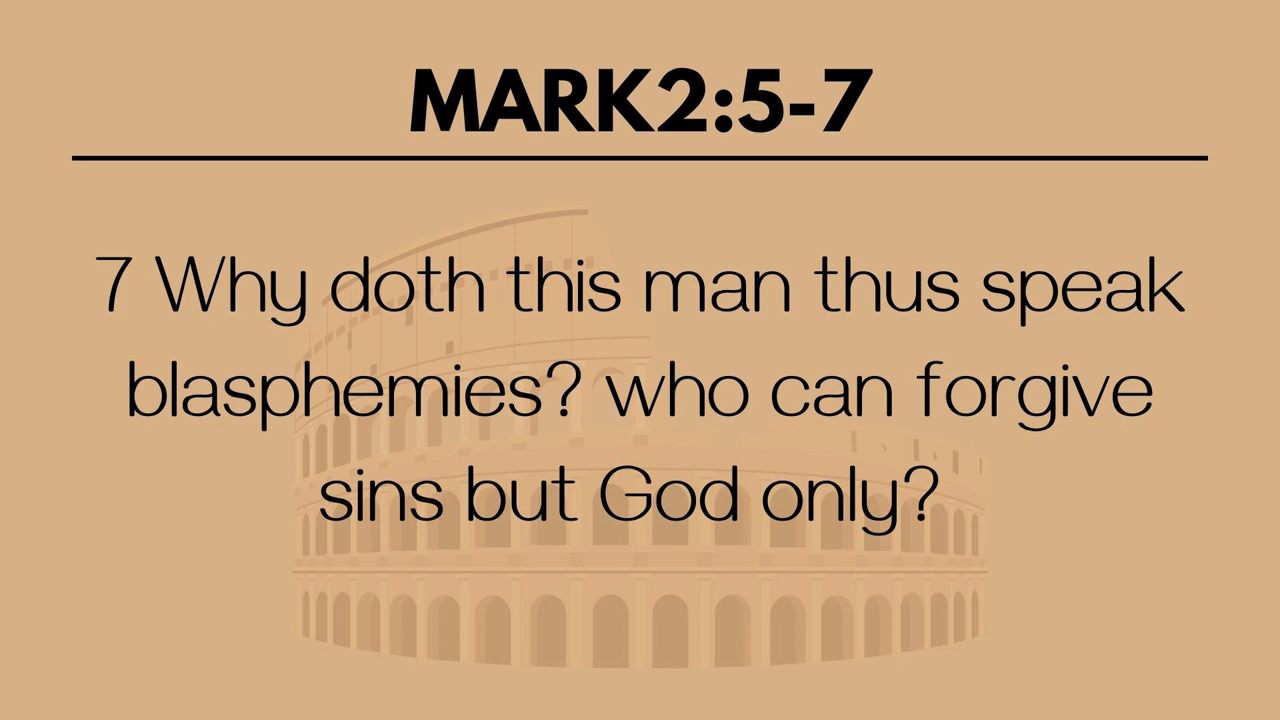 MARK2:5-7
7 Why doth this man thus speak
blasphemies? who can forgive
sins but God only?